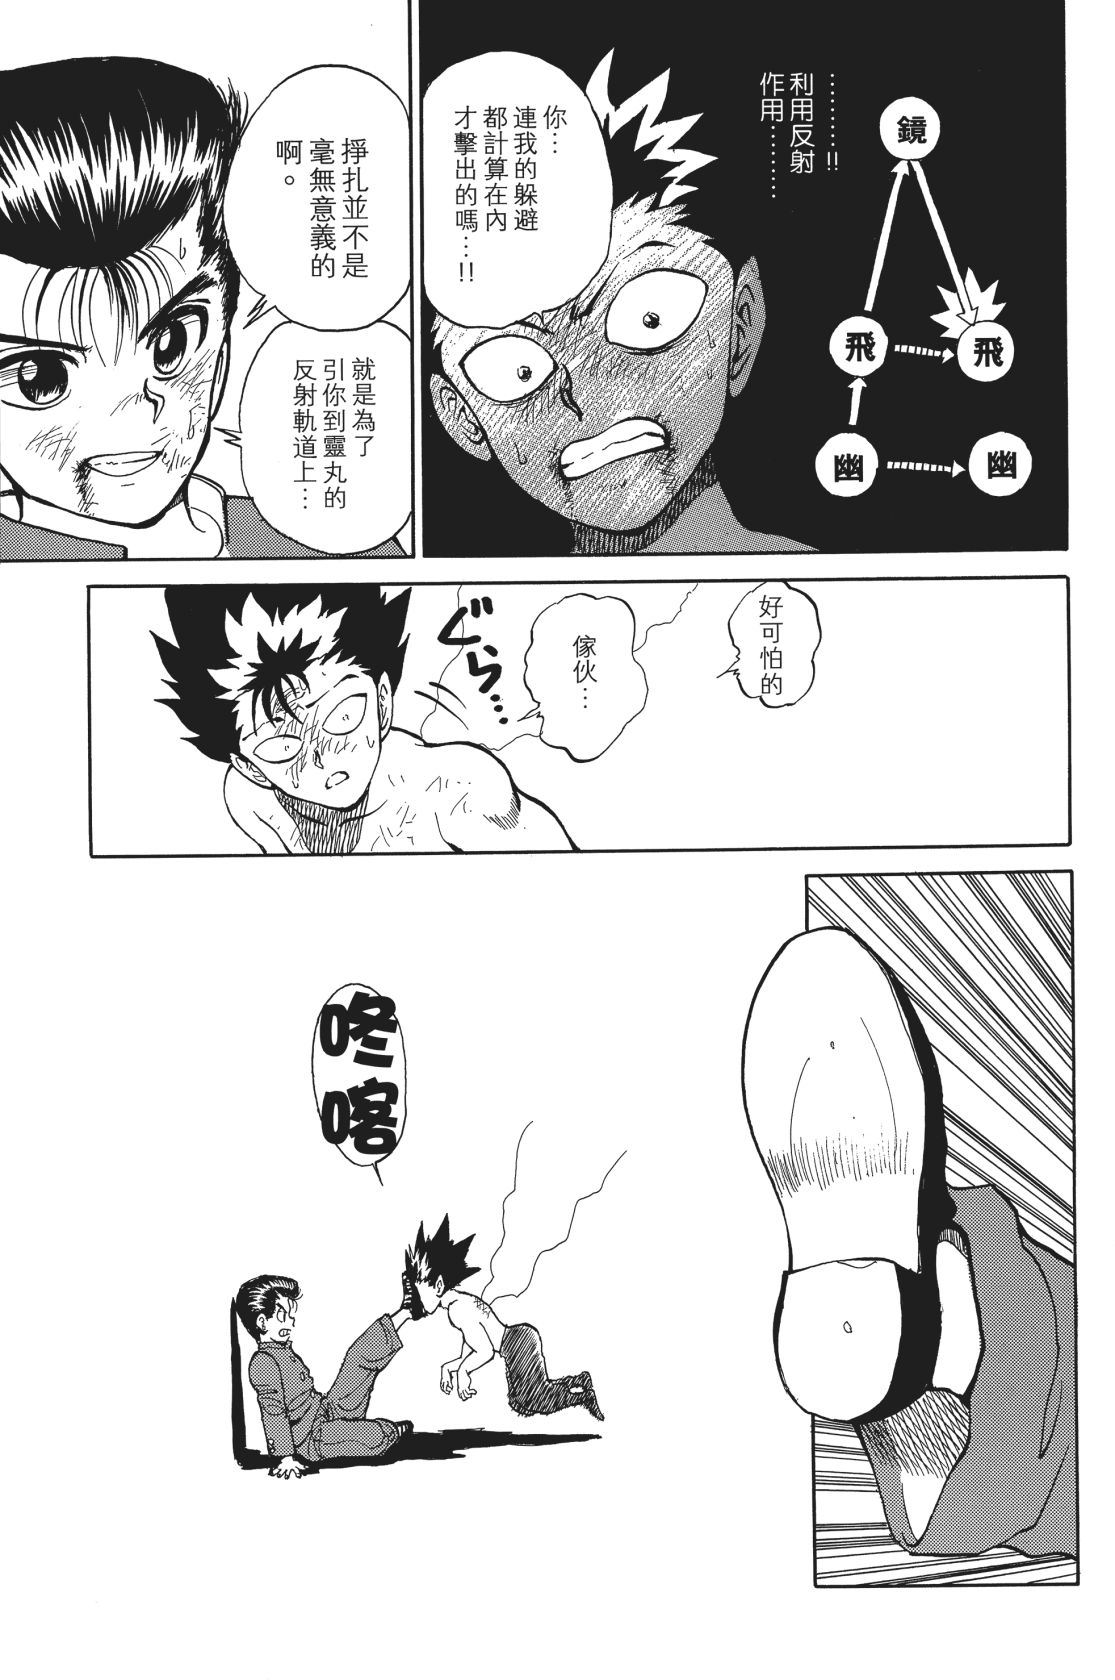 ………!!
利用反射
作用………
鏡
飛
飛
幽
幽
你…
連我的躲避
都計算在內
才擊出的嗎…!!
掙扎並不是
毫無意義的
啊。
就是為了
引你到靈丸的
反射軌道上…
好可怕的
傢伙…
ぐら…
咚喀